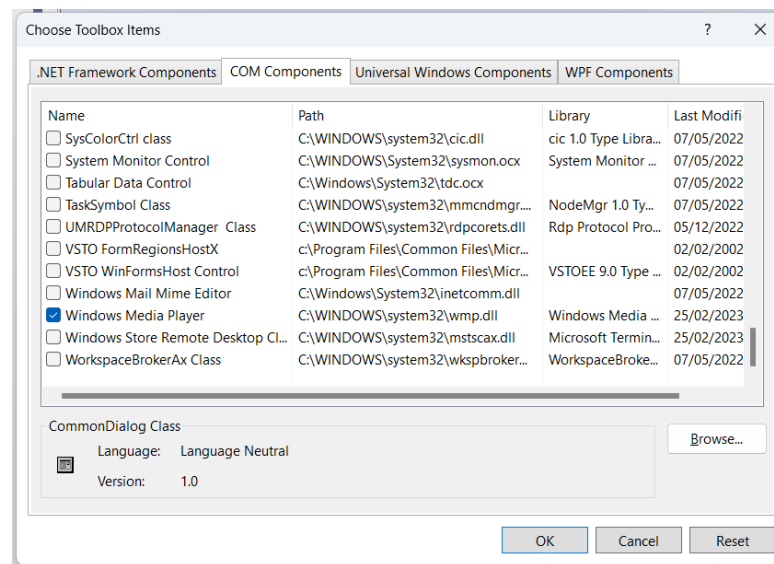 Choose Toolbox Items ? ×
.NET Framework Components COM Components Universal Windows Components WPF Components
Name Path Library Last Modifi
SysColorCtrl class C:\WINDOWS\system32\cic.dll cic 1.0 Type Libra... 07/05/2022
System Monitor Control C:\WINDOWS\system32\sysmon.ocx System Monitor ... 07/05/2022
Tabular Data Control C:\Windows\System32\tdc.ocx 07/05/2022
TaskSymbol Class C:\WINDOWS\system32\mmcndmgr.... NodeMgr 1.0 Ty... 07/05/2022
UMRDPProtocolManager Class C:\WINDOWS\system32\rdpcorets.dll Rdp Protocol Pro... 05/12/2022
VSTO FormRegionsHostX c:\Program Files\Common Files\Micr... 02/02/2002
VSTO WinFormsHost Control c:\Program Files\Common Files\Micr... VSTOEE 9.0 Type ... 02/02/2002
Windows Mail Mime Editor C:\Windows\System32\inetcomm.dll 07/05/2022
Windows Media Player C:\WINDOWS\system32\wmp.dll Windows Media ... 25/02/2023
Windows Store Remote Desktop Cl... C:\WINDOWS\system32\mstscax.dll Microsoft Termin... 25/02/2023
WorkspaceBrokerAx Class C:\WINDOWS\system32\wkspbroker... WorkspaceBroke... 07/05/2022
CommonDialog Class
Browse...
Language: Language Neutral
Version: 1.0
OK Cancel Reset